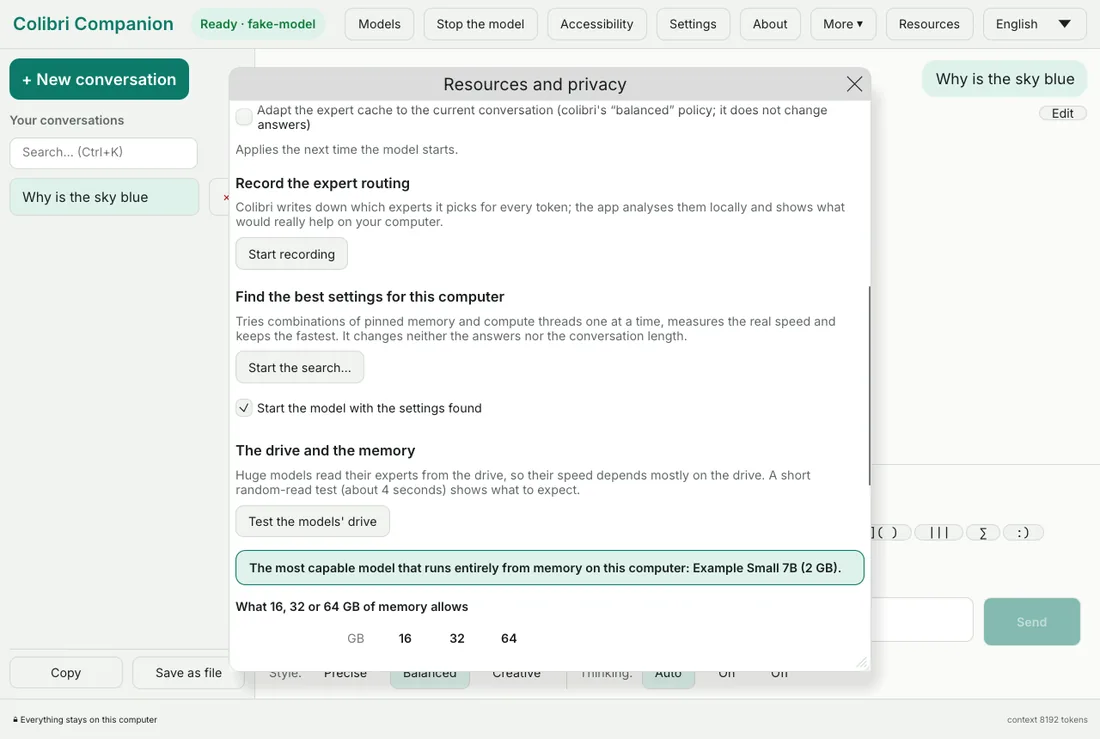 Colibri Companion
Ready · fake-model
Models
Stop the model
Accessibility
Settings
About
More ▾
Resources
English
+ New conversation
Your conversations
Search... (Ctrl+K)
Why is the sky blue
×
Why is the sky blue
Edit
Resources and privacy
Adapt the expert cache to the current conversation (colibri's “balanced” policy; it does not change
answers)
Applies the next time the model starts.
Record the expert routing
Colibri writes down which experts it picks for every token; the app analyses them locally and shows what
would really help on your computer.
Start recording
Find the best settings for this computer
Tries combinations of pinned memory and compute threads one at a time, measures the real speed and
keeps the fastest. It changes neither the answers nor the conversation length.
Start the search...
Start the model with the settings found
The drive and the memory
Huge models read their experts from the drive, so their speed depends mostly on the drive. A short
random-read test (about 4 seconds) shows what to expect.
Test the models' drive
The most capable model that runs entirely from memory on this computer: Example Small 7B (2 GB).
What 16, 32 or 64 GB of memory allows
GB 16 32 64
]( )
|||
∑
:)
Send
Copy
Save as file
Style:
Precise
Balanced
Creative
Thinking:
Auto
On
Off
Everything stays on this computer
context 8192 tokens